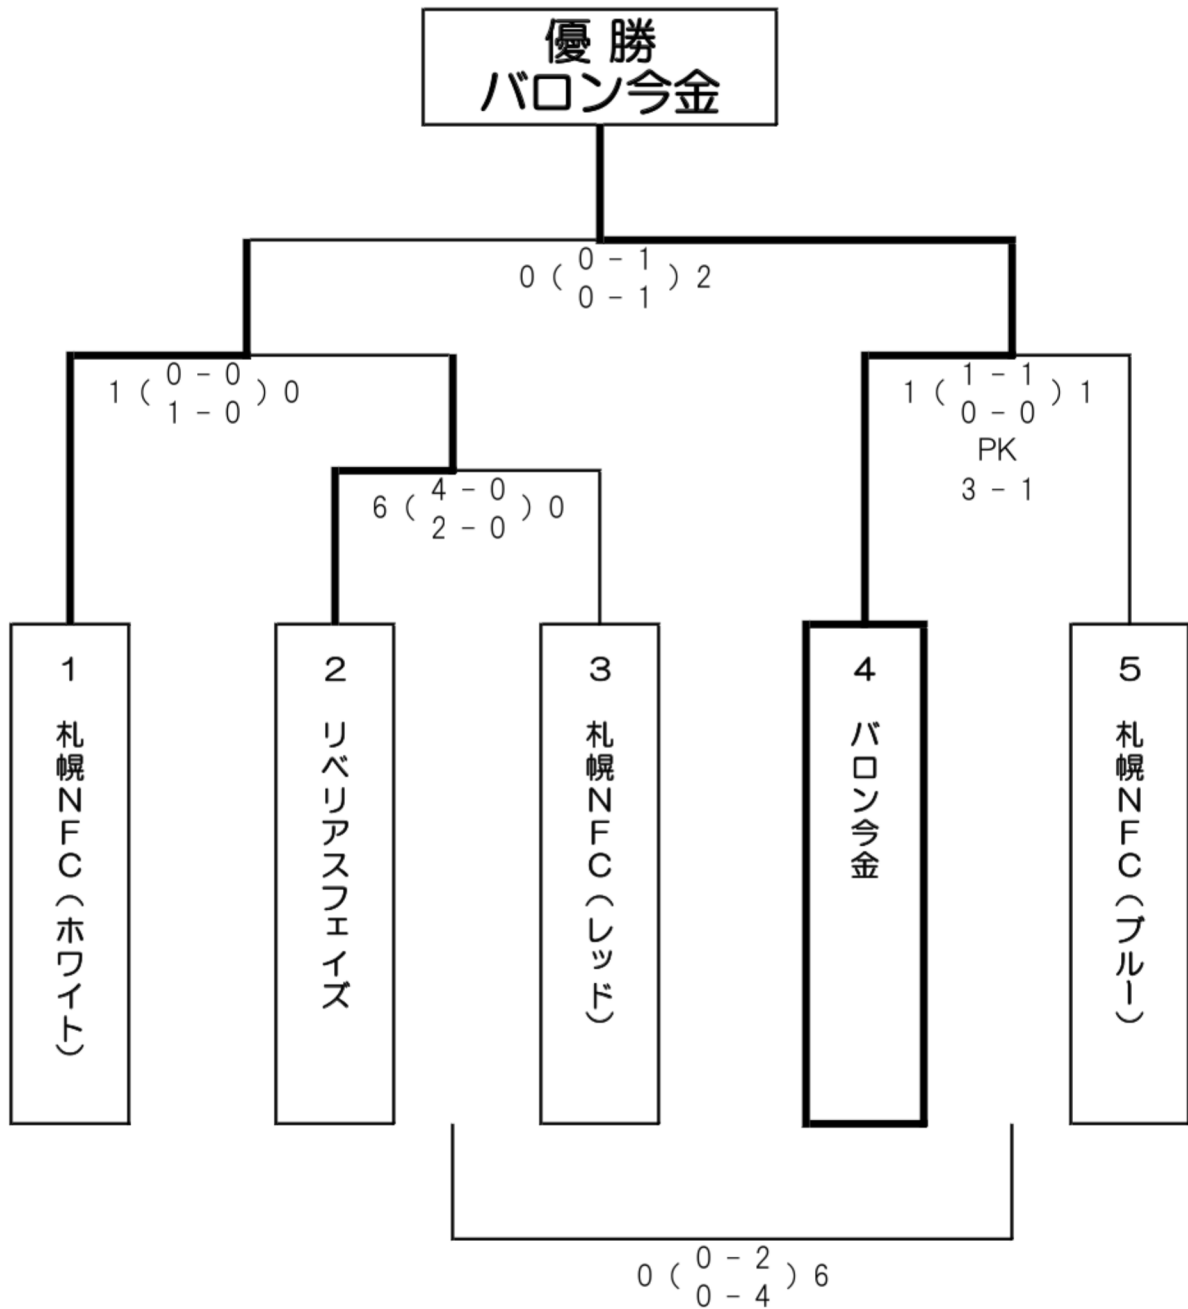 優勝
バロン今金
0 ( 0 - 1 ) 2
0 - 1
1 ( 0 - 0 ) 0
1 - 0
1 ( 1 - 1 ) 1
0 - 0
PK
3 - 1
6 ( 4 - 0 ) 0
2 - 0
1 札幌NFC(ホワイト)
2 リベリアスフェイズ
3 札幌NFC(レッド)
4 バロン今金
5 札幌NFC(ブルー)
0 ( 0 - 2 ) 6
0 - 4